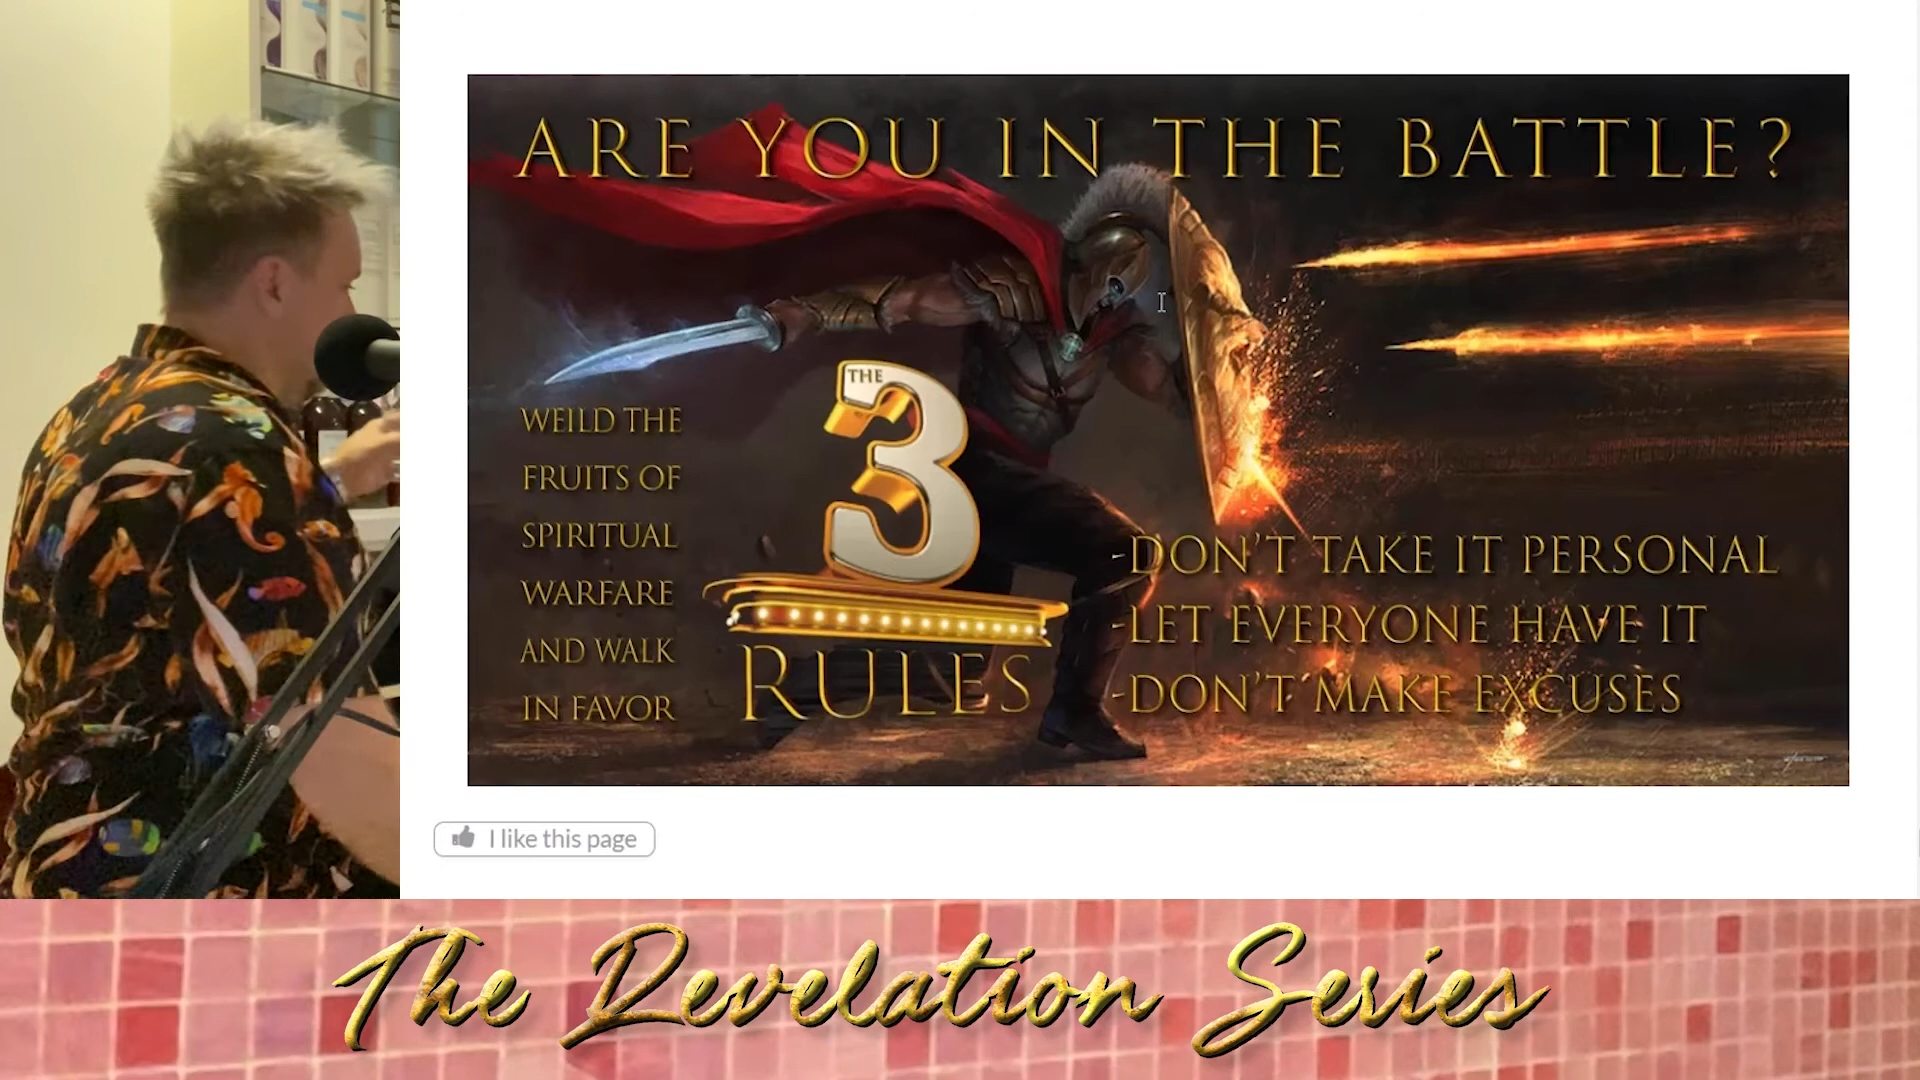 ARE YOU IN THE BATTLE?
WEILD THE
FRUITS OF
SPIRITUAL
WARFARE
AND WALK
IN FAVOR
THE
3
RULES
-DON'T TAKE IT PERSONAL
-LET EVERYONE HAVE IT
-DON'T MAKE EXCUSES
I like this page
The Revelation Series